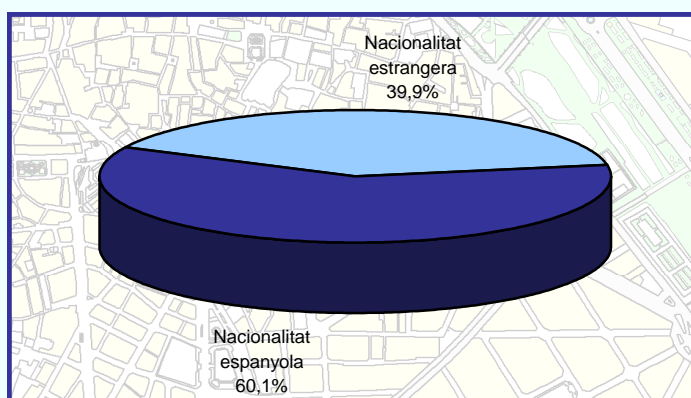 Nacionalitat
estrangera
39,9%
Nacionalitat
espanyola
60,1%